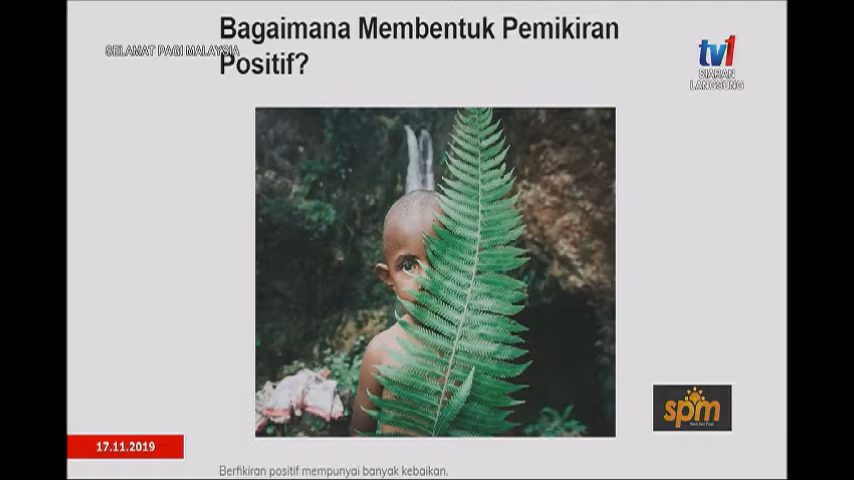 Bagaimana Membentuk Pemikiran
Positif?
SELAMAT PAGI MALAYSIA
tv1
SIARAN
LANGSUNG
spm
17.11.2019
Berfikiran positif mempunyai banyak kebaikan.